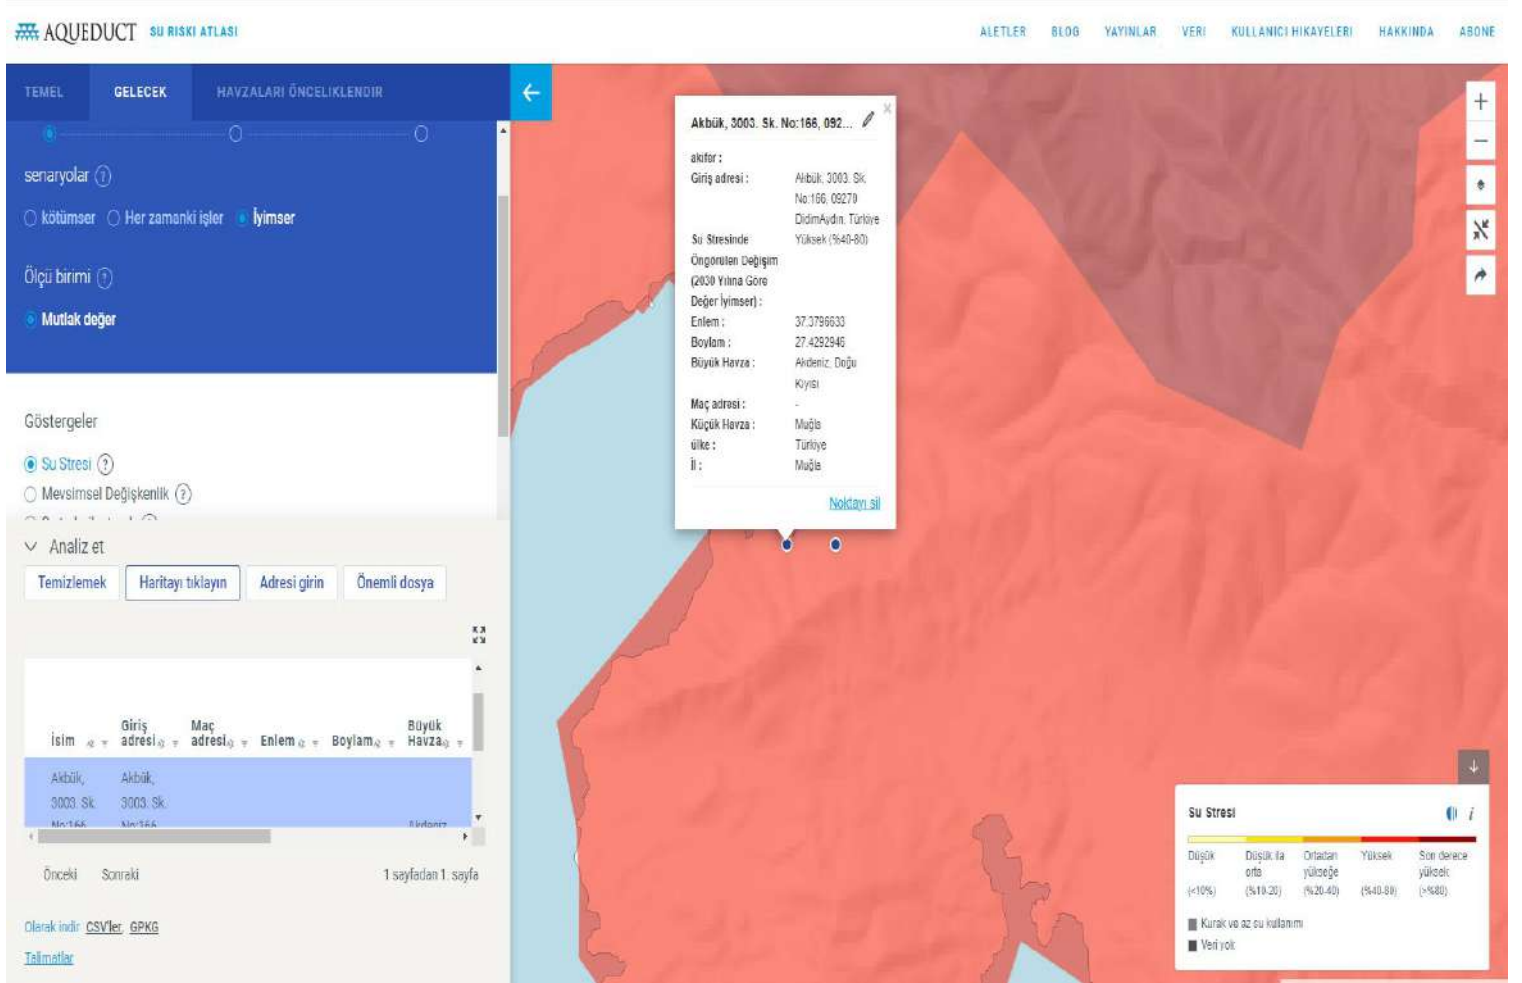 AQUEDUCT SU RISKI ATLASI
ALETLER BLOG YAYINLAR VERI KULLANICI HIKAYELERI HAKKINDA ABONE
TEMEL GELECEK HAVZALARI ÖNCELIKLENDIR
senaryolar ?
kötümser Her zamanki işler İyimser
Ölçü birimi ?
Mutlak değer
Göstergeler
Su Stresi ?
Mevsimsel Değişkenlik ?
Analiz et
Temizlemek Haritayı tıklayın Adresi girin Önemli dosya
İsim Giriş adresi Maç adresi Enlem Boylam Büyük Havza
Akbük, Akbük,
3003. Sk. 3003. Sk.
No:166 No:166 Akdeniz
Önceki Sonraki 1 sayfadan 1. sayfa
Olarak indir CSV'ler, GPKG
Talimatlar
Akbük, 3003. Sk. No:166, 092...
akifer :
Giriş adresi : Akbük, 3003. Sk.
No:166, 09270
DidimAydın, Türkiye
Su Stresinde Yüksek (%40-80)
Öngörülen Değişim
(2030 Yılına Göre
Değer İyimser) :
Enlem : 37.3796633
Boylam : 27.4292946
Büyük Havza : Akdeniz, Doğu
Kıyısı
Maç adresi : -
Küçük Havza : Muğla
ülke : Türkiye
İl : Muğla
Noktayı sil
Su Stresi i
Düşük Düşük ila Ortadan Yüksek Son derece
orta yükseğe yüksek
(<10%) (%10-20) (%20-40) (%40-80) (>%80)
Kurak ve az su kullanımı
Veri yok